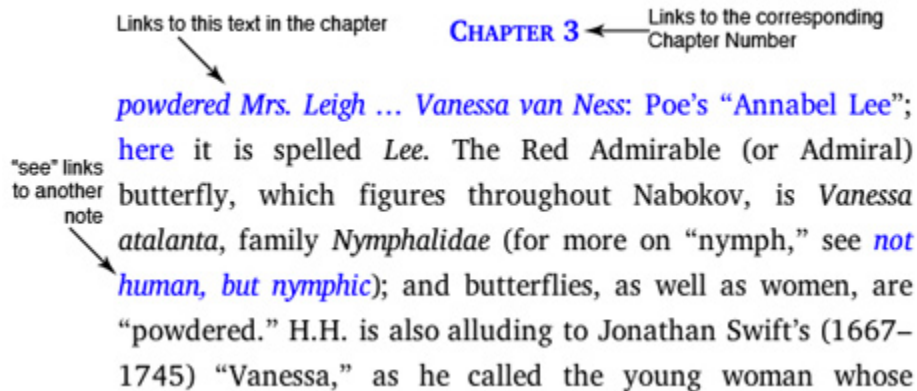 Links to this text in the chapter
CHAPTER 3
Links to the corresponding
Chapter Number
powdered Mrs. Leigh … Vanessa van Ness: Poe’s “Annabel Lee”;
here it is spelled Lee. The Red Admirable (or Admiral)
"see" links
to another
note
butterfly, which figures throughout Nabokov, is Vanessa
atalanta, family Nymphalidae (for more on “nymph,” see not
human, but nymphic); and butterflies, as well as women, are
“powdered.” H.H. is also alluding to Jonathan Swift’s (1667–
1745) “Vanessa,” as he called the young woman whose